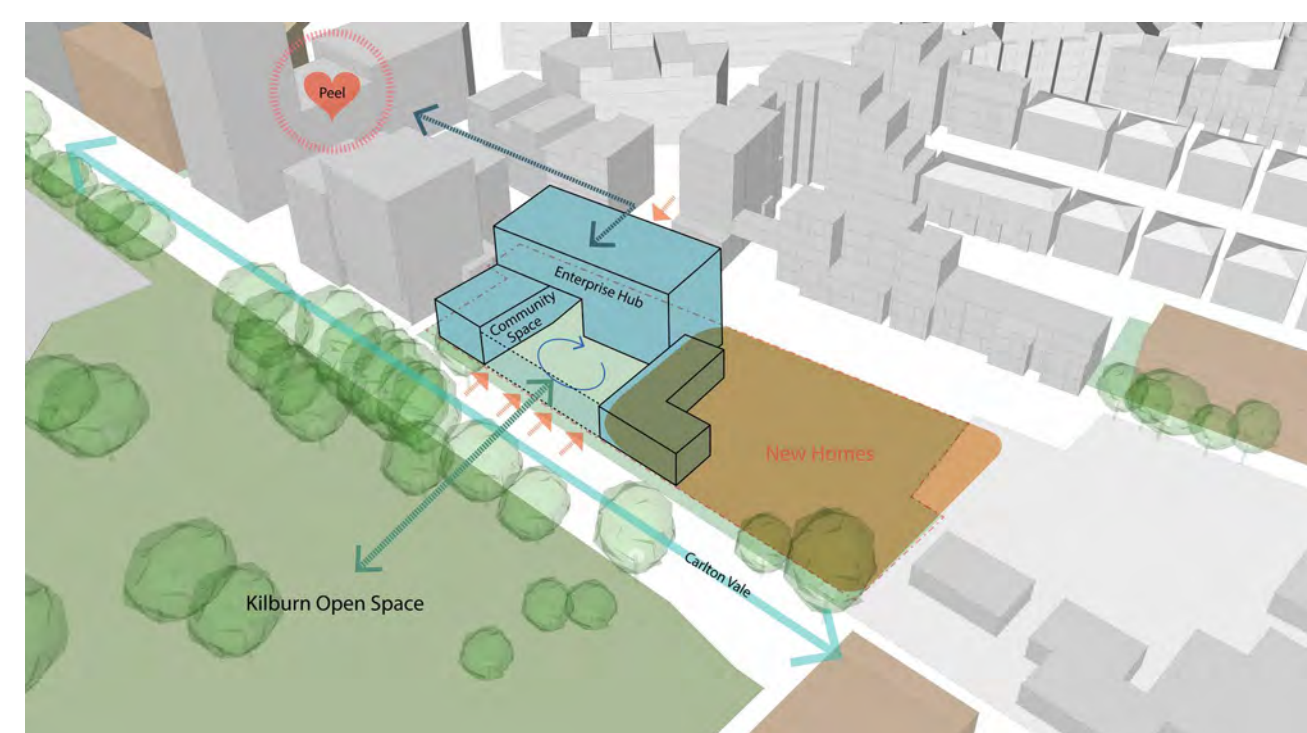 Peel
Enterprise Hub
Community
Space
New Homes
Carlton Vale
Kilburn Open Space